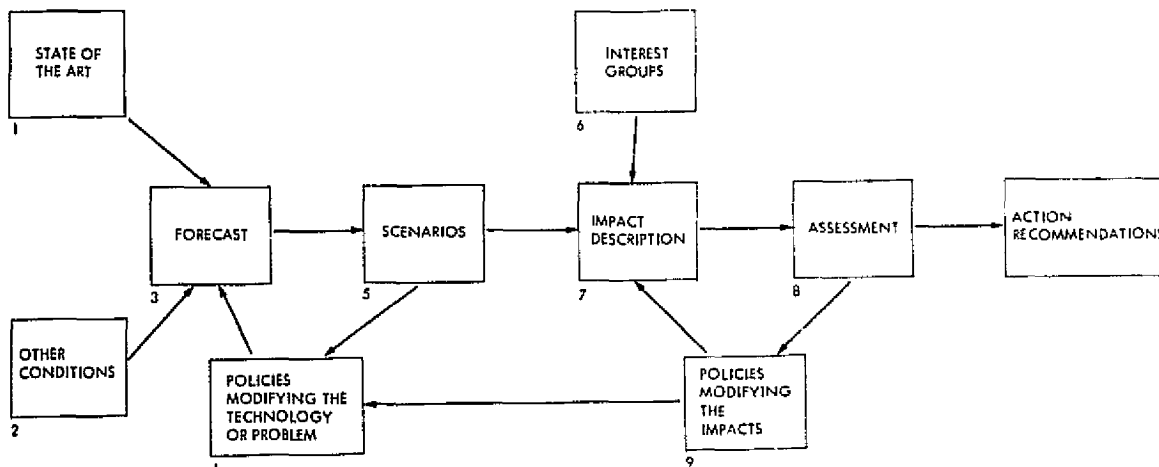 STATE OF
THE ART
1
INTEREST
GROUPS
6
FORECAST
3
SCENARIOS
5
IMPACT
DESCRIPTION
7
ASSESSMENT
8
ACTION
RECOMMENDATIONS
OTHER
CONDITIONS
2
POLICIES
MODIFYING THE
TECHNOLOGY
OR PROBLEM
POLICIES
MODIFYING
THE
IMPACTS
9